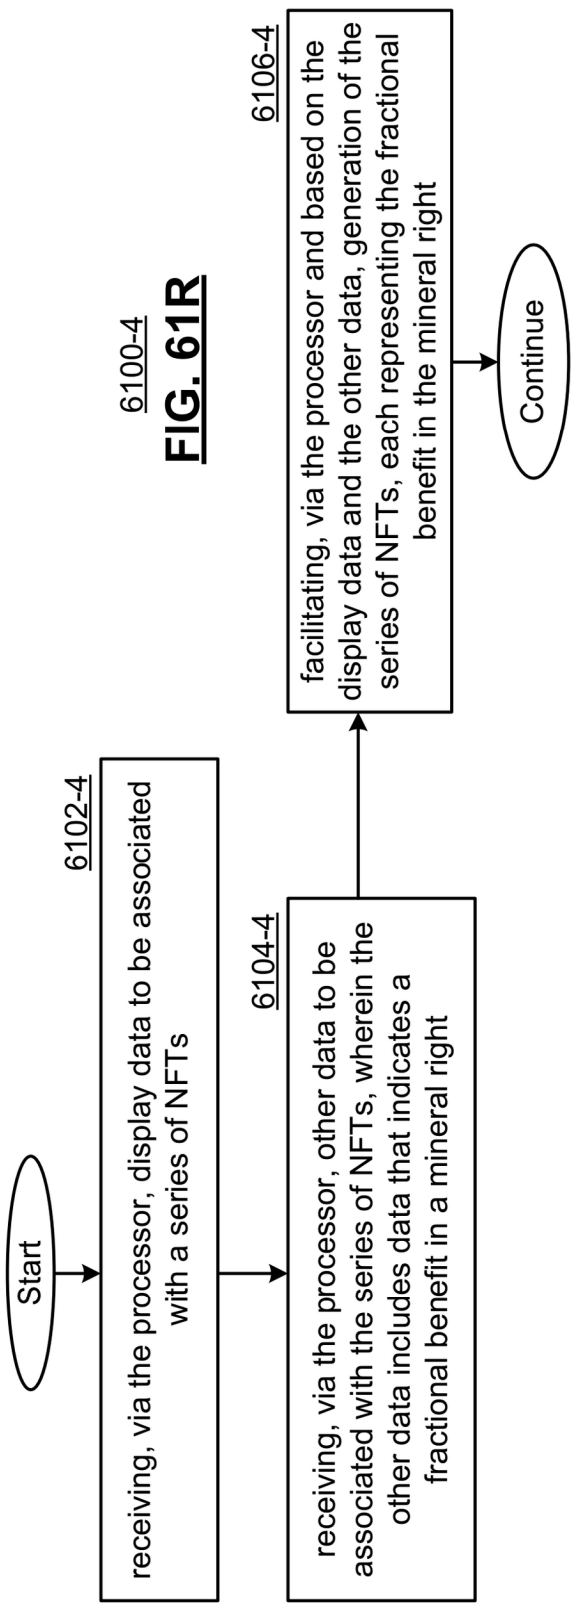 Start
6102-4
receiving, via the processor, display data to be associated
with a series of NFTs
6104-4
receiving, via the processor, other data to be
associated with the series of NFTs, wherein the
other data includes data that indicates a
fractional benefit in a mineral right
6100-4
FIG. 61R
6106-4
facilitating, via the processor and based on the
display data and the other data, generation of the
series of NFTs, each representing the fractional
benefit in the mineral right
Continue